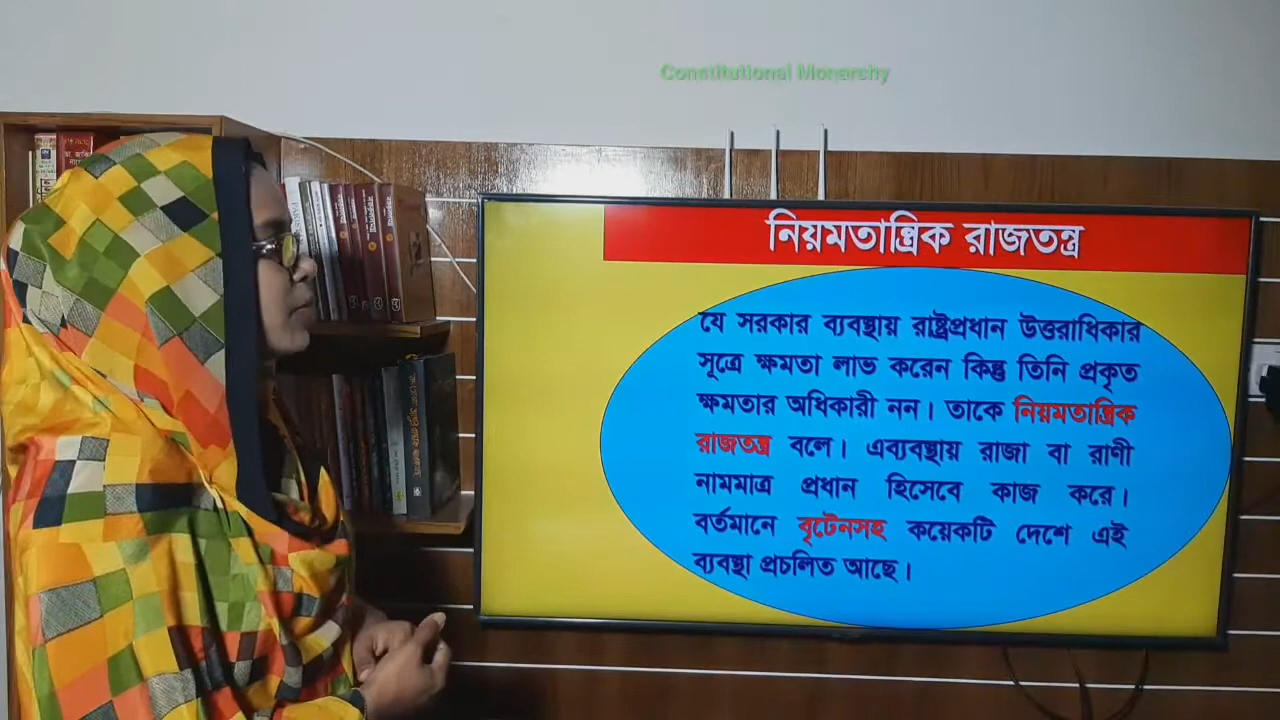 Constitutional Monarchy
নিয়মতান্ত্রিক রাজতন্ত্র
যে সরকার ব্যবস্থায় রাষ্ট্রপ্রধান উত্তরাধিকার
সূত্রে ক্ষমতা লাভ করেন কিন্তু তিনি প্রকৃত
ক্ষমতার অধিকারী নন। তাকে নিয়মতান্ত্রিক
রাজতন্ত্র বলে। এব্যবস্থায় রাজা বা রাণী
নামমাত্র প্রধান হিসেবে কাজ করে।
বর্তমানে বৃটেনসহ কয়েকটি দেশে এই
ব্যবস্থা প্রচলিত আছে।